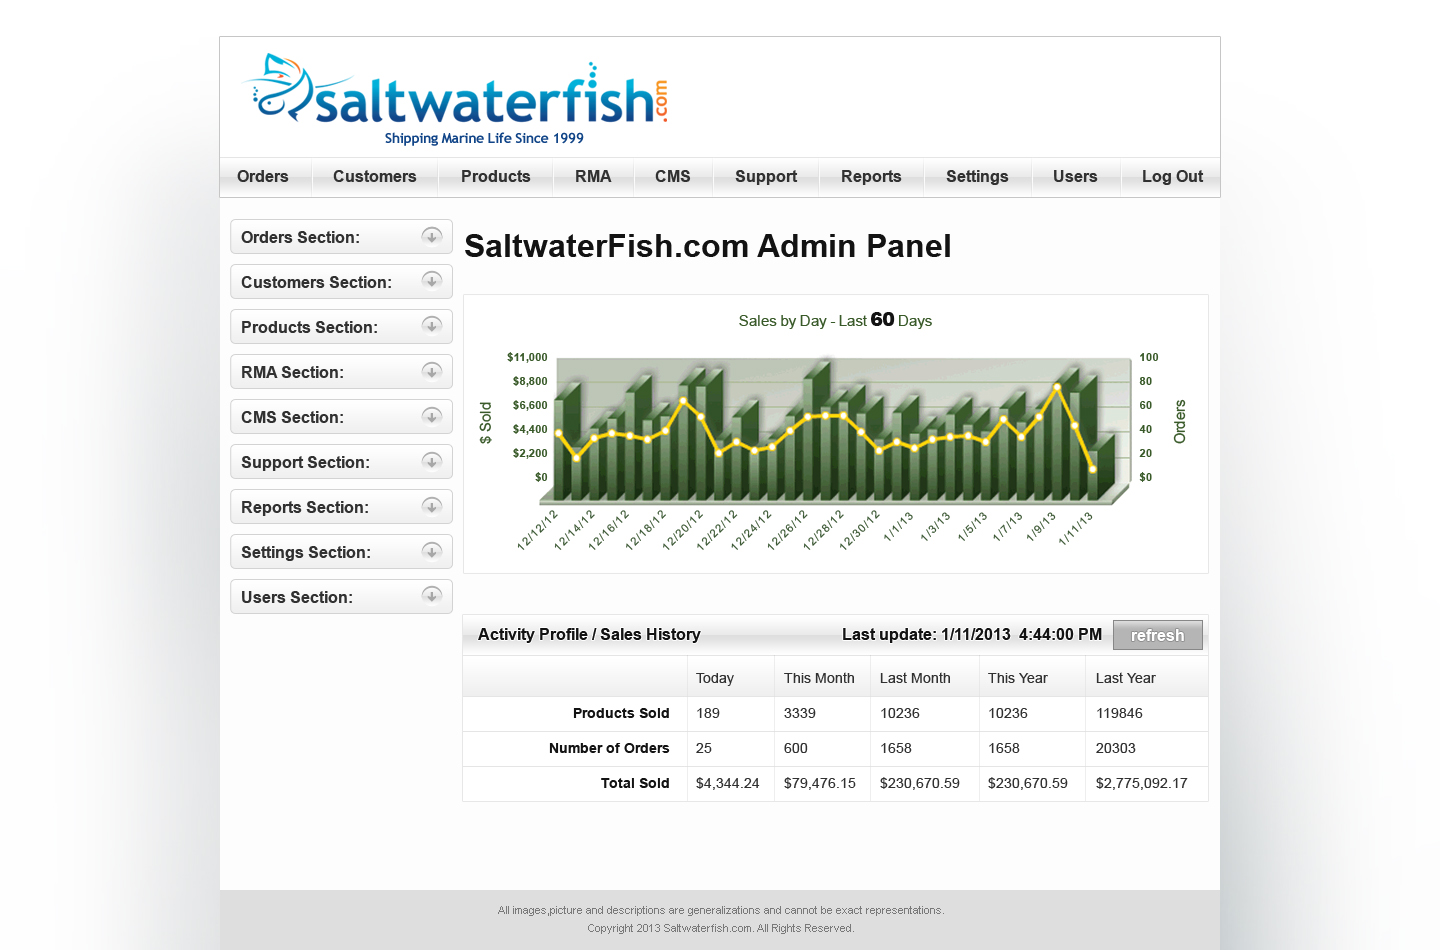 saltwaterfish.com
Shipping Marine Life Since 1999
Orders Customers Products RMA CMS Support Reports Settings Users Log Out
Orders Section:
Customers Section:
Products Section:
RMA Section:
CMS Section:
Support Section:
Reports Section:
Settings Section:
Users Section:
SaltwaterFish.com Admin Panel
Sales by Day - Last 60 Days
$ Sold
$11,000
$8,800
$6,600
$4,400
$2,200
$0
100
80
60
40
20
$0
Orders
12/12/12 12/14/12 12/16/12 12/18/12 12/20/12 12/22/12 12/24/12 12/26/12 12/28/12 12/30/12 1/1/13 1/3/13 1/5/13 1/7/13 1/9/13 1/11/13
Activity Profile / Sales History Last update: 1/11/2013 4:44:00 PM refresh
Today This Month Last Month This Year Last Year
Products Sold 189 3339 10236 10236 119846
Number of Orders 25 600 1658 1658 20303
Total Sold $4,344.24 $79,476.15 $230,670.59 $230,670.59 $2,775,092.17
All images,picture and descriptions are generalizations and cannot be exact representations.
Copyright 2013 Saltwaterfish.com. All Rights Reserved.